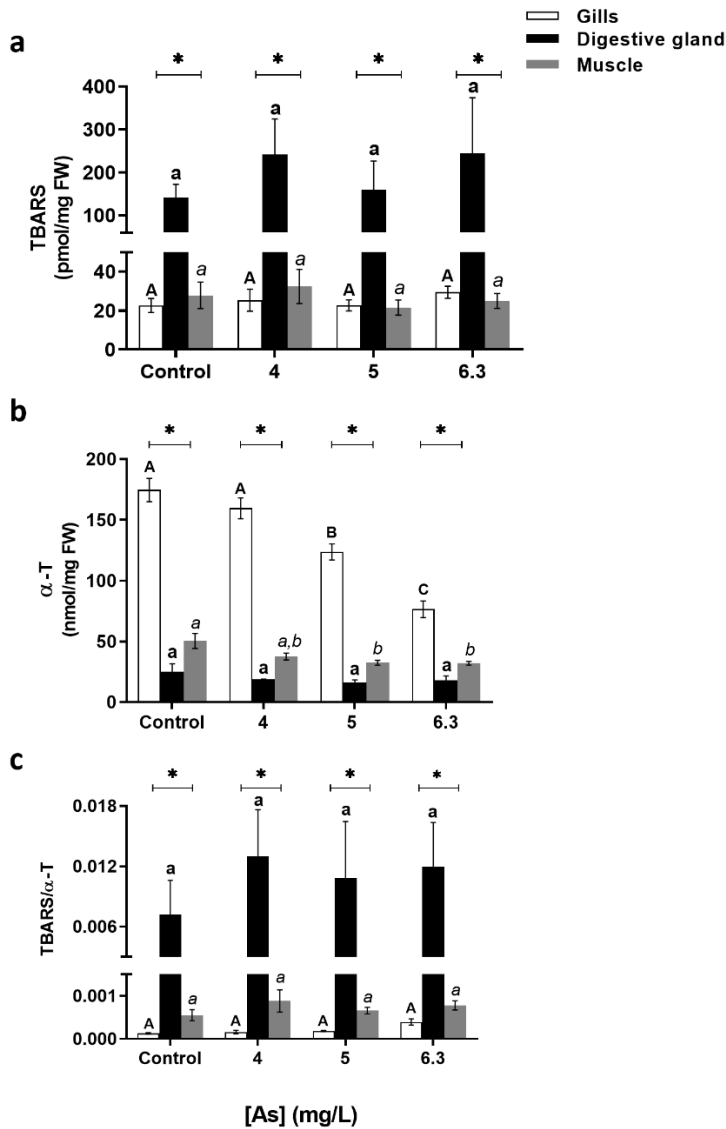 Gills
Digestive gland
Muscle
a
* * * *
a a a a
400
300
200
100
TBARS
(pmol/mg FW)
40
20
0
A a A a A a A a
Control 4 5 6.3
b
* * * *
200
150
100
50
0
α-T
(nmol/mg FW)
A A B C
a a a,b a b a b a
Control 4 5 6.3
c
* * * *
a a a a
0.018
0.012
0.006
TBARS/α-T
0.001
0.000
A a A a A a A a
Control 4 5 6.3
[As] (mg/L)